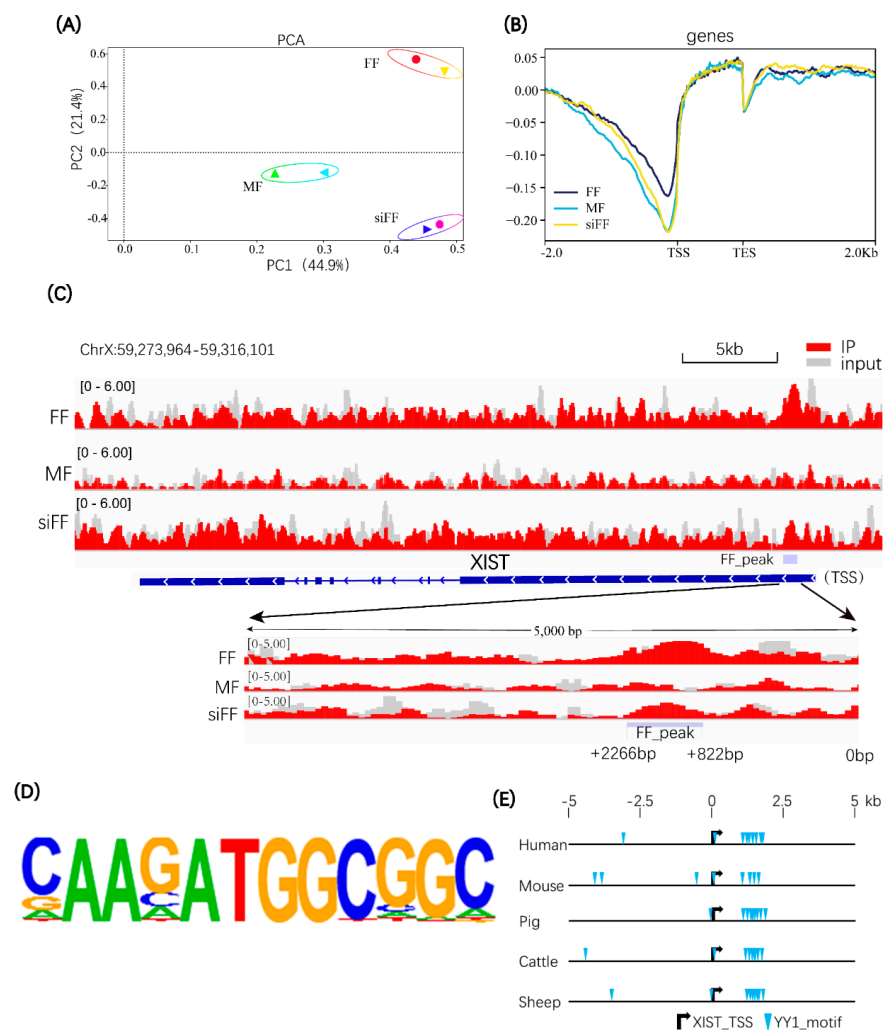 (A)
PCA
0.6
0.4
0.2
0.0
-0.2
-0.4
PC2 (21.4%)
FF
MF
siFF
0.0
0.1
0.2
0.3
0.4
0.5
PC1 (44.9%)
(B)
genes
0.05
0.00
-0.05
-0.10
-0.15
-0.20
FF
MF
siFF
-2.0
TSS
TES
2.0Kb
(C)
ChrX:59,273,964-59,316,101
5kb
IP
input
[0 - 6.00]
FF
[0 - 6.00]
MF
[0 - 6.00]
siFF
XIST
FF_peak
(TSS)
5,000 bp
[0-5.00]
FF
[0-5.00]
MF
[0-5.00]
siFF
FF_peak
+2266bp
+822bp
0bp
(D)
CAAGATGGCGGC
(E)
-5
-2.5
0
2.5
5 kb
Human
Mouse
Pig
Cattle
Sheep
XIST_TSS
YY1_motif